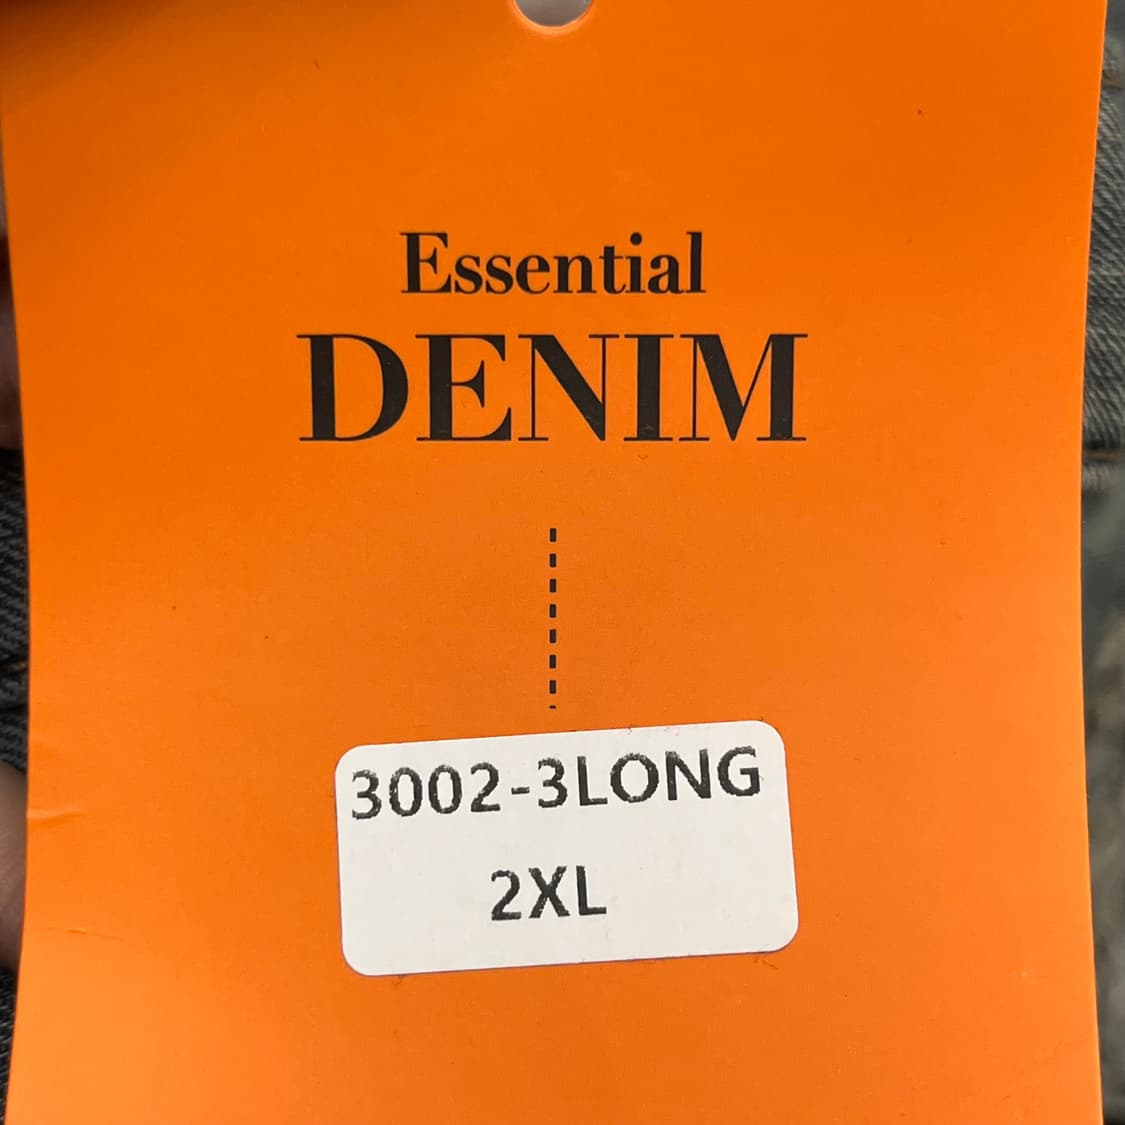 Essential
DENIM
3002-3LONG
2XL